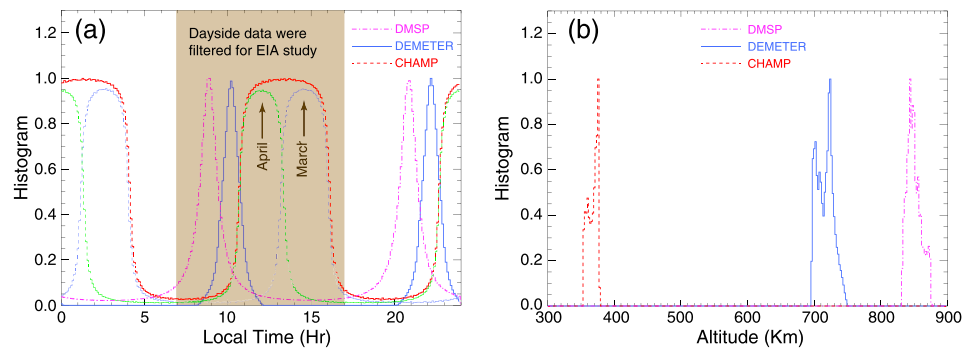 (a)
Dayside data were
filtered for EIA study
DMSP
DEMETER
CHAMP
April
March
Histogram
1.2
1.0
0.8
0.6
0.4
0.2
0.0
0 5 10 15 20
Local Time (Hr)
(b)
DMSP
DEMETER
CHAMP
Histogram
1.2
1.0
0.8
0.6
0.4
0.2
0.0
300 400 500 600 700 800 900
Altitude (Km)